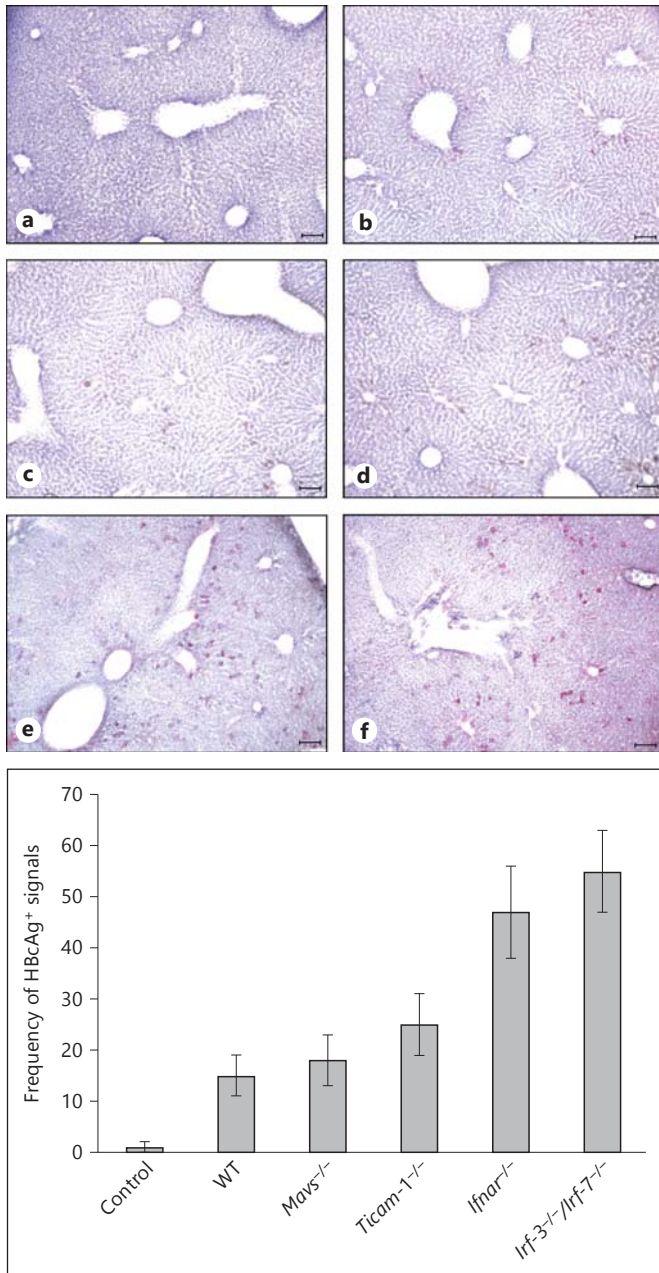 a
b
c
d
e
f
Frequency of HBcAg⁺ signals
70
60
50
40
30
20
10
0
Control
WT
Mavs⁻/⁻
Ticam-1⁻/⁻
Ifnar⁻/⁻
Irf-3⁻/⁻/Irf-7⁻/⁻